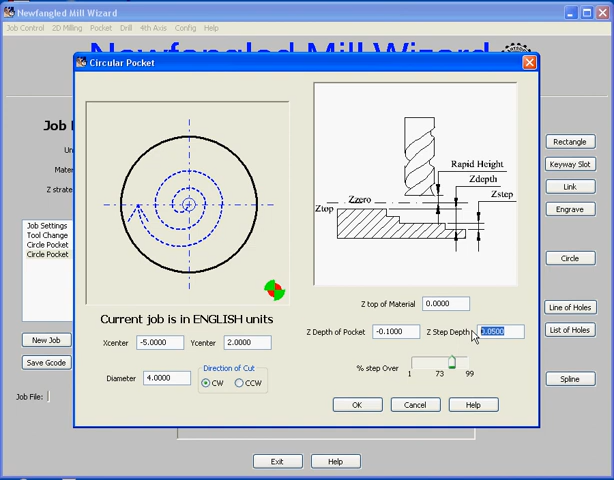 Newfangled Mill Wizard
Job Control 2D Milling Pocket Drill 4th Axis Config Help
Newfangled Mill Wizard
Circular Pocket
Job
Un
Mater
Z strate
Job Settings
Tool Change
Circle Pocket
Circle Pocket
New Job
Save Gcode
Job File:
Rapid Height
Zdepth
Zzero
Zstep
Ztop
Current job is in ENGLISH units
Xcenter -5.0000 Ycenter 2.0000
Diameter 4.0000
Direction of Cut
CW CCW
Z top of Material 0.0000
Z Depth of Pocket -0.1000 Z Step Depth 0.0500
% step Over
1 73 99
OK Cancel Help
Rectangle
Keyway Slot
Link
Engrave
Circle
Line of Holes
List of Holes
Spline
Exit Help